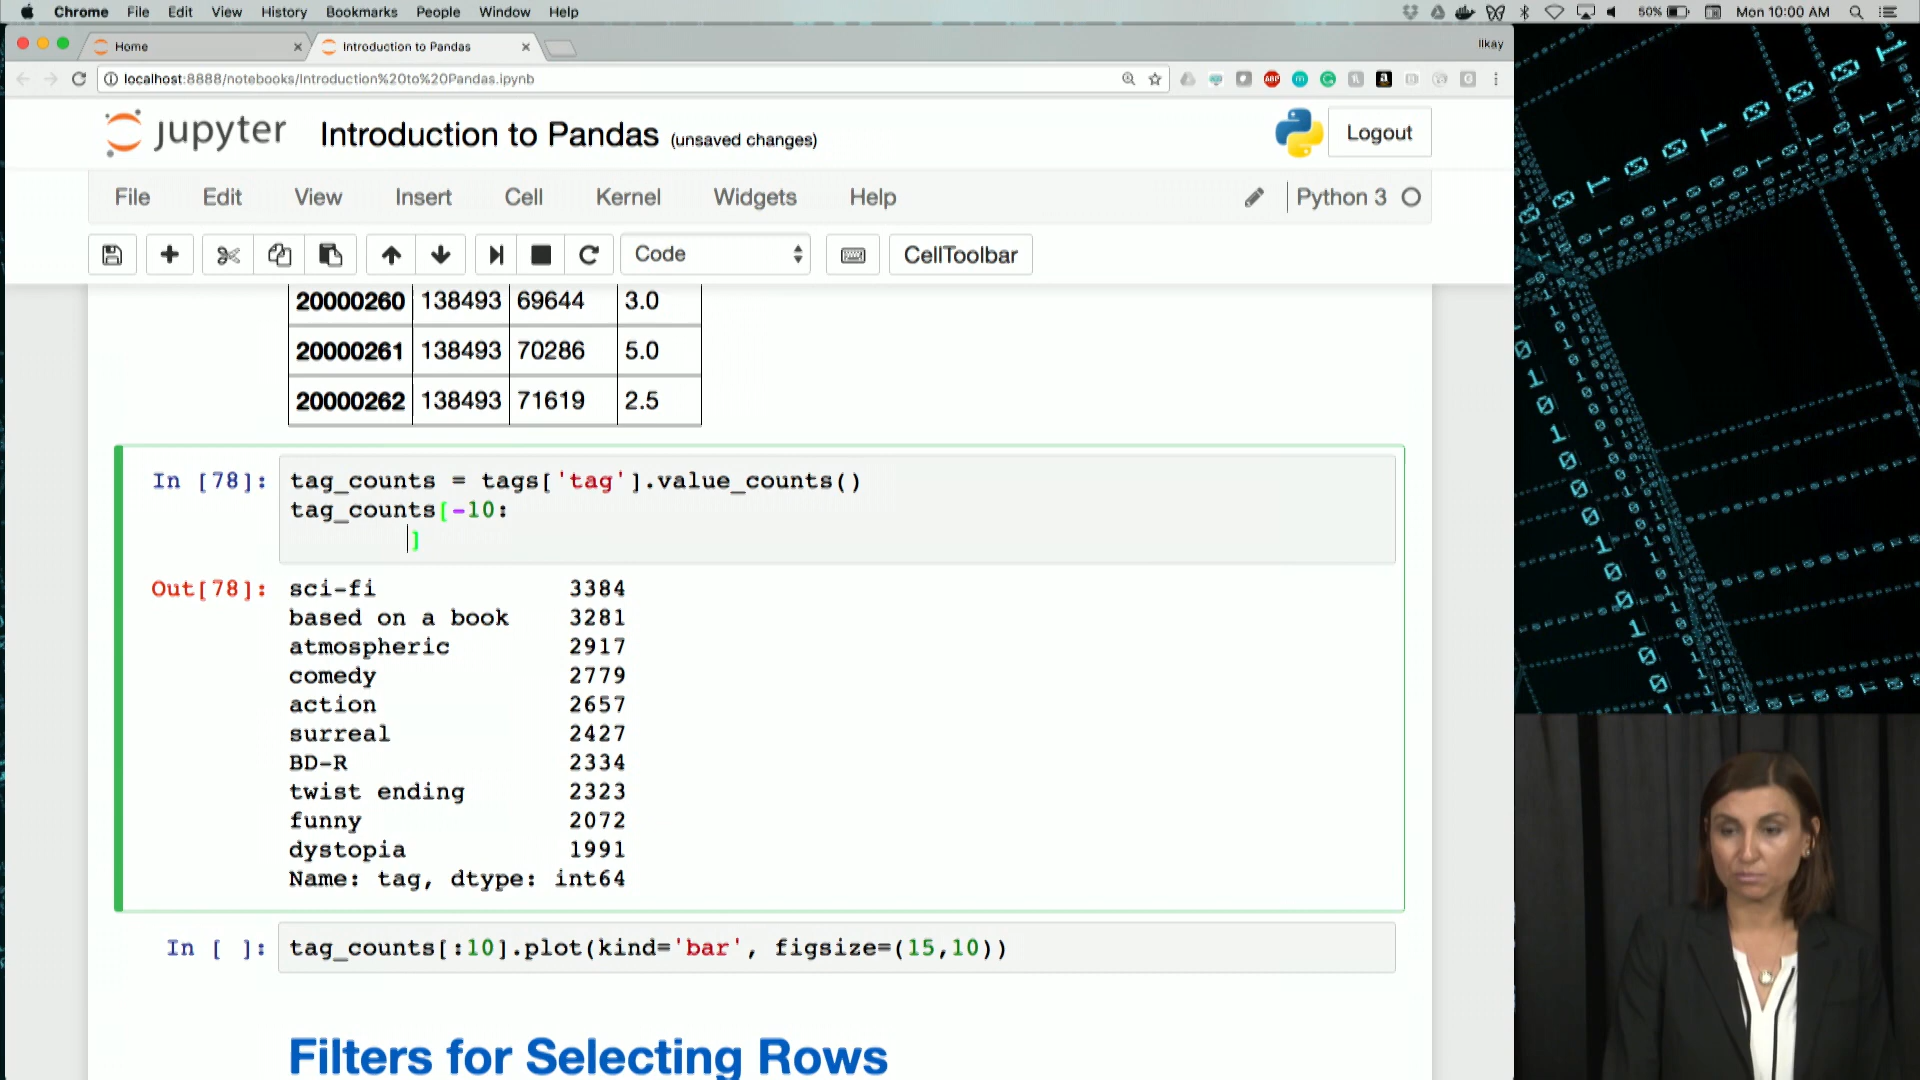 Chrome File Edit View History Bookmarks People Window Help 50% Mon 10:00 AM
Home Introduction to Pandas Ilkay
localhost:8888/notebooks/Introduction%20to%20Pandas.ipynb
jupyter Introduction to Pandas (unsaved changes) Logout
File Edit View Insert Cell Kernel Widgets Help Python 3
Code CellToolbar
20000260 138493 69644 3.0
20000261 138493 70286 5.0
20000262 138493 71619 2.5
In [78]: tag_counts = tags['tag'].value_counts()
tag_counts[-10:
]
Out[78]: sci-fi 3384
based on a book 3281
atmospheric 2917
comedy 2779
action 2657
surreal 2427
BD-R 2334
twist ending 2323
funny 2072
dystopia 1991
Name: tag, dtype: int64
In [ ]: tag_counts[:10].plot(kind='bar', figsize=(15,10))
Filters for Selecting Rows